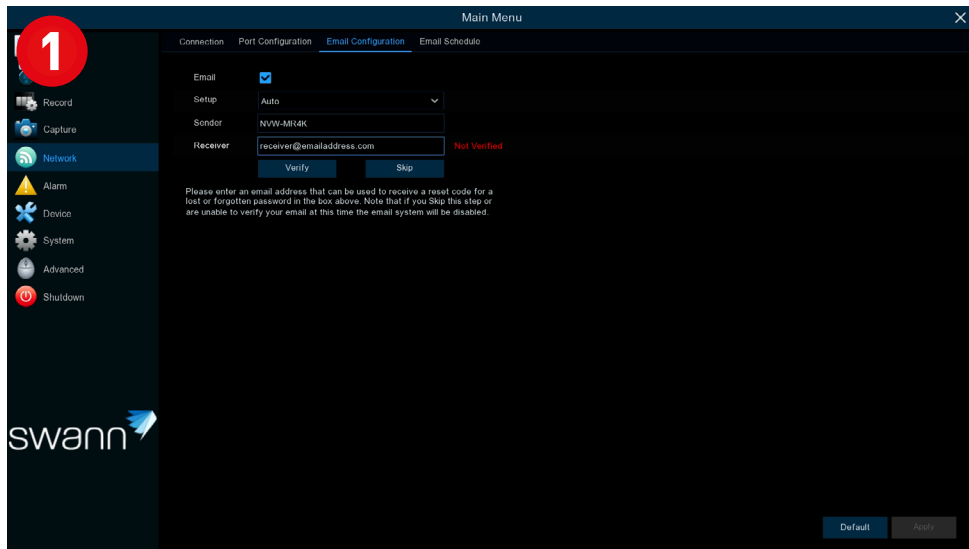 Main Menu
1
Connection Port Configuration Email Configuration Email Schedule
Email
Setup Auto
Sender NVW-MR4K
Receiver receiver@emailaddress.com Not Verified
Verify Skip
Please enter an email address that can be used to receive a reset code for a
lost or forgotten password in the box above. Note that if you Skip this step or
are unable to verify your email at this time the email system will be disabled.
Record
Capture
Network
Alarm
Device
System
Advanced
Shutdown
swann
Default Apply